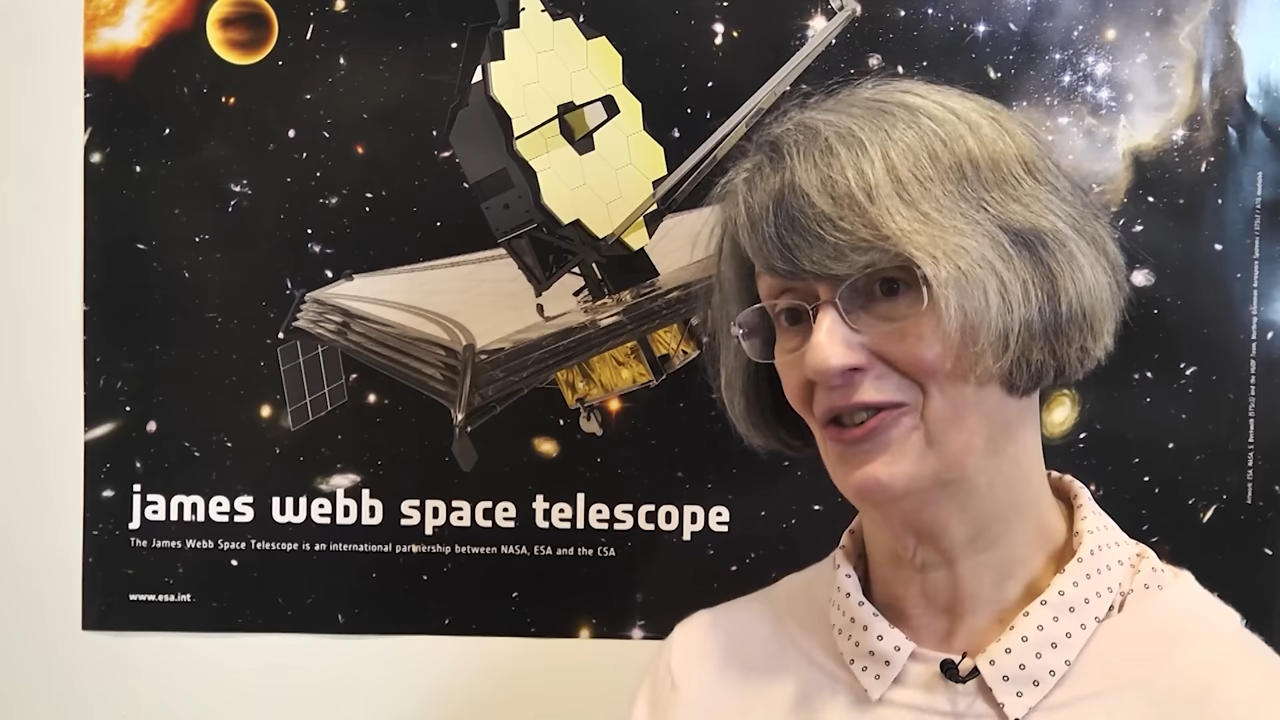 james webb space telescope
The James Webb Space Telescope is an international partnership between NASA, ESA and the CSA
www.esa.int